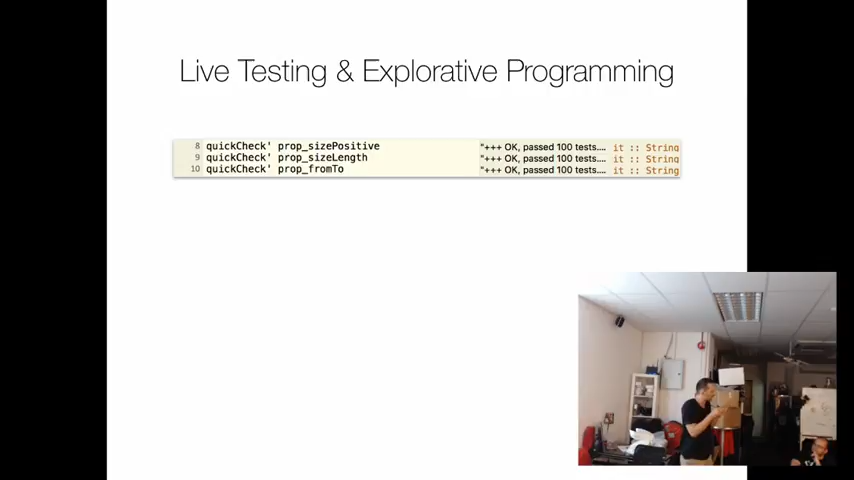 Live Testing & Explorative Programming
8 quickCheck' prop_sizePositive "+++ OK, passed 100 tests.... it :: String
9 quickCheck' prop_sizeLength "+++ OK, passed 100 tests.... it :: String
10 quickCheck' prop_fromTo "+++ OK, passed 100 tests.... it :: String